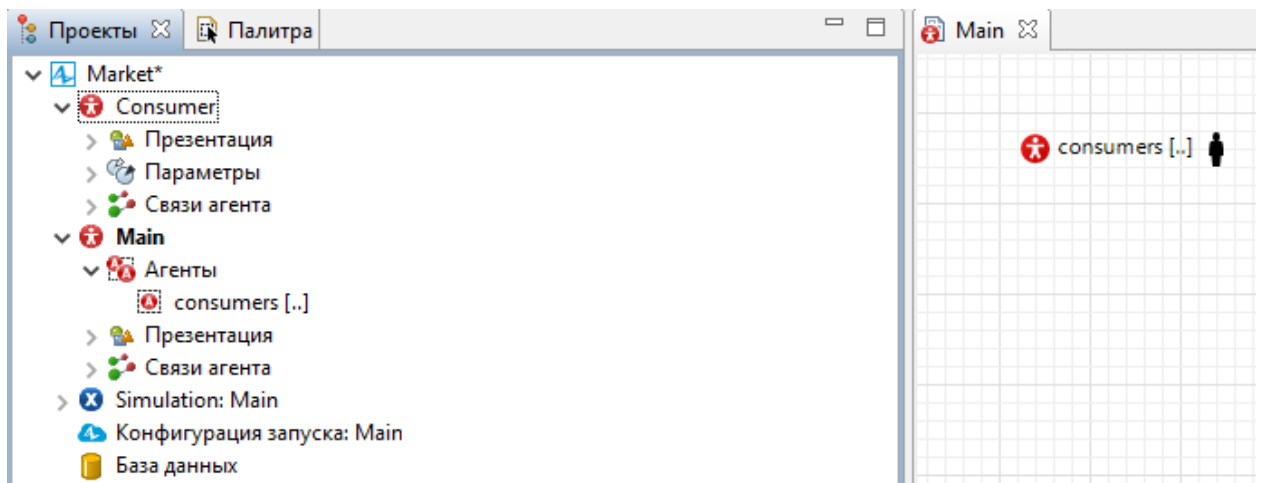 Проекты
Палитра
Market*
Consumer
Презентация
Параметры
Связи агента
Main
Агенты
consumers [..]
Презентация
Связи агента
Simulation: Main
Конфигурация запуска: Main
База данных
Main
consumers [..]